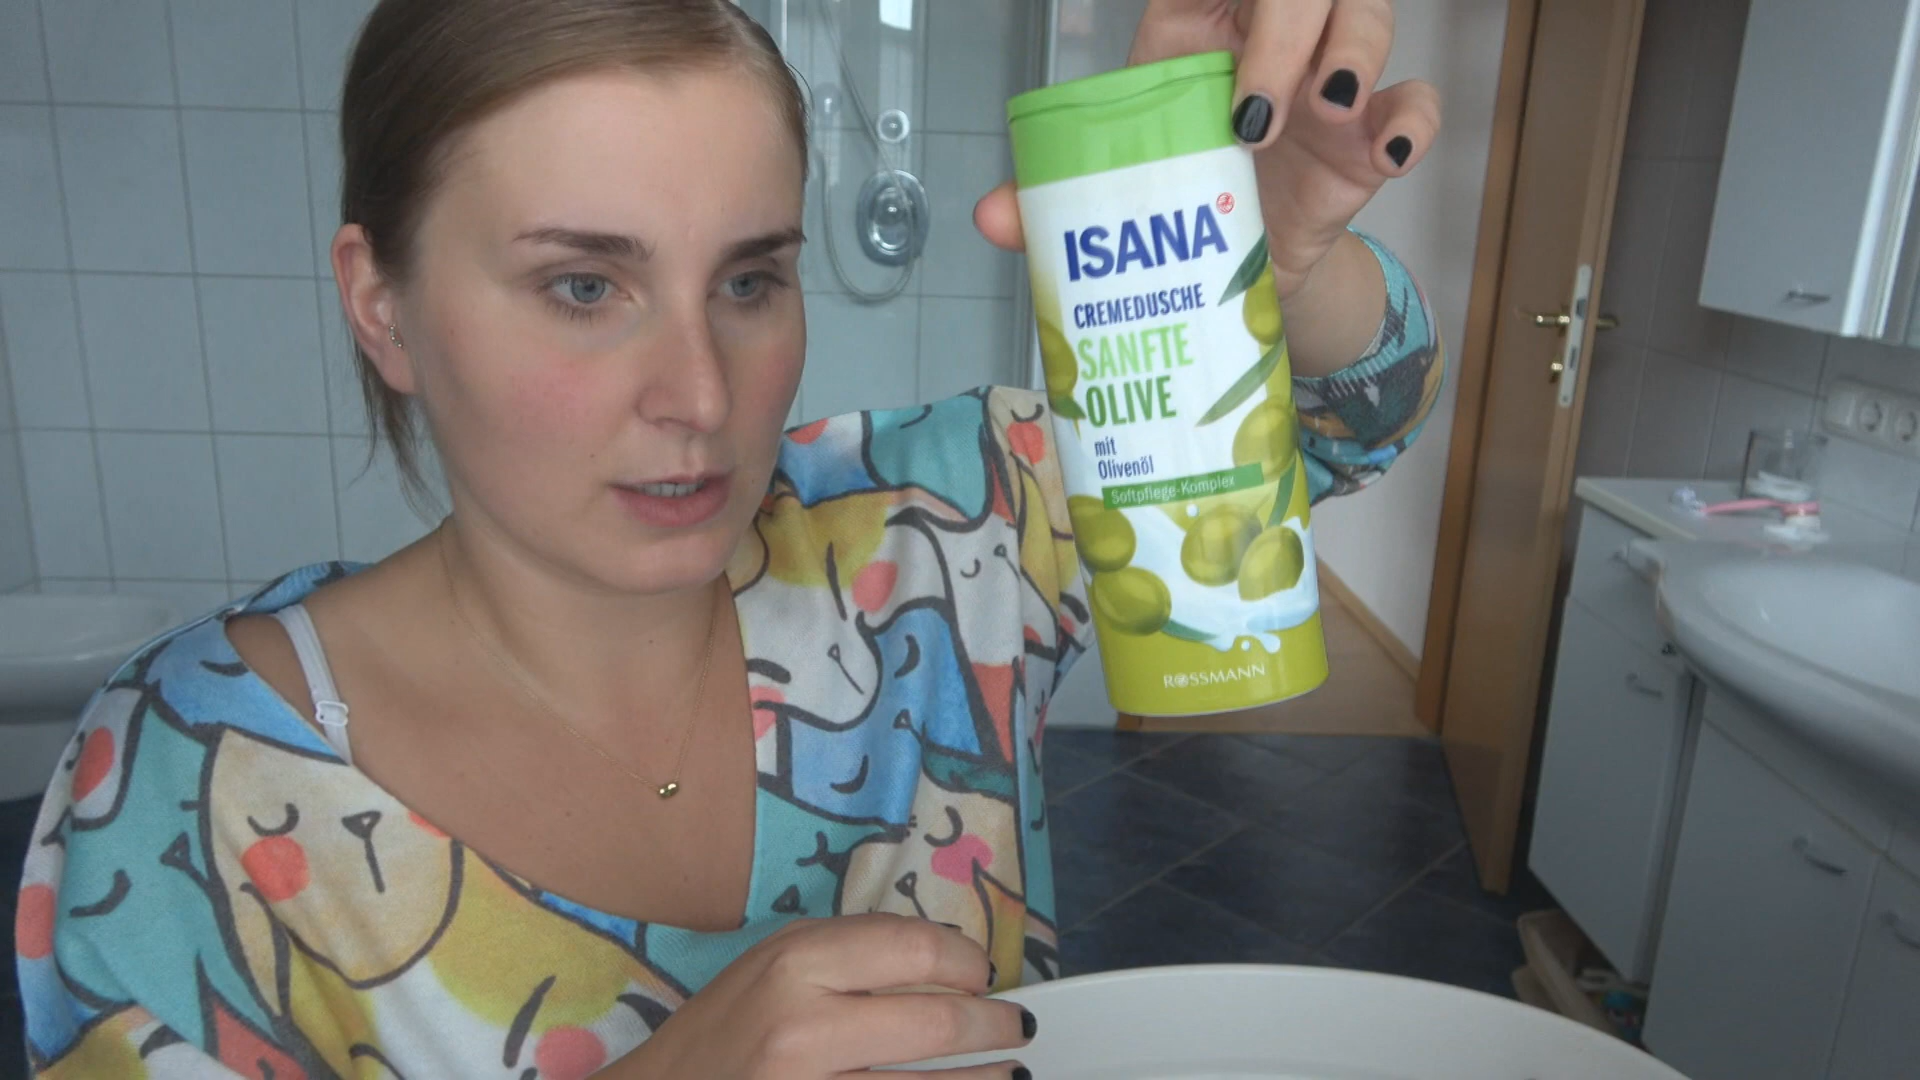 ISANA
CREMEDUSCHE
SANFTE
OLIVE
mit
Olivenöl
Softpflege-Komplex
ROSSMANN